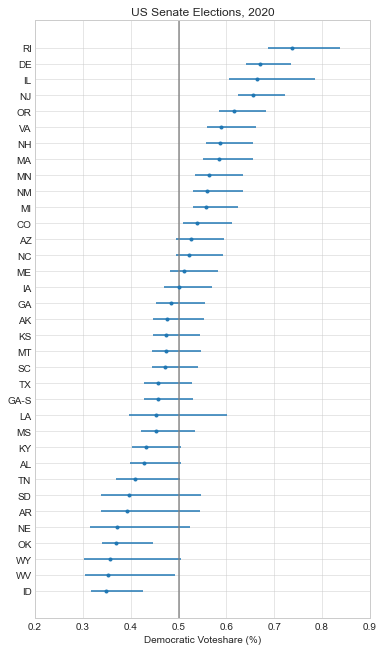 US Senate Elections, 2020
RI
DE
IL
NJ
OR
VA
NH
MA
MN
NM
MI
CO
AZ
NC
ME
IA
GA
AK
KS
MT
SC
TX
GA-S
LA
MS
KY
AL
TN
SD
AR
NE
OK
WY
WV
ID
0.2 0.3 0.4 0.5 0.6 0.7 0.8 0.9
Democratic Voteshare (%)